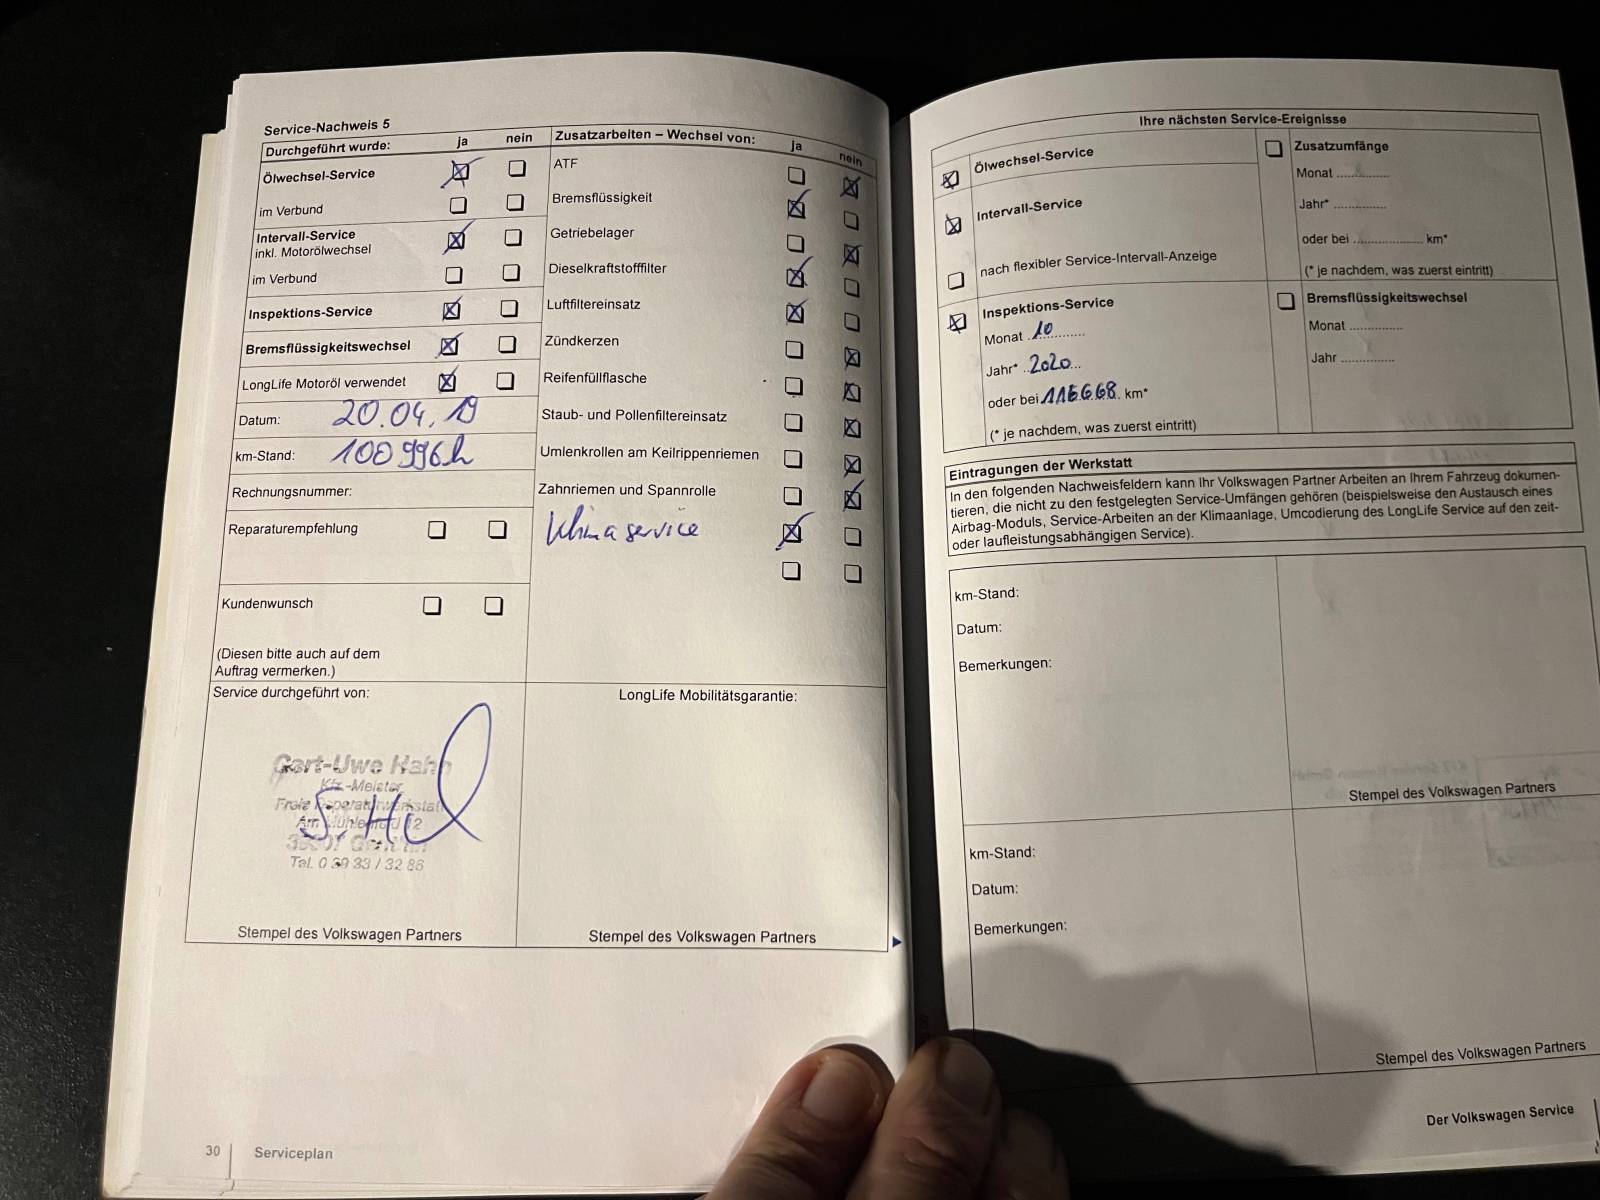 Service-Nachweis 5
Durchgeführt wurde: ja nein
Ölwechsel-Service
im Verbund
Intervall-Service
inkl. Motorölwechsel
im Verbund
Inspektions-Service
Bremsflüssigkeitswechsel
LongLife Motoröl verwendet
Datum: 20.04.19
km-Stand: 100 996
Rechnungsnummer:
Reparaturempfehlung
Kundenwunsch
(Diesen bitte auch auf dem
Auftrag vermerken.)
Zusatzarbeiten – Wechsel von: ja nein
ATF
Bremsflüssigkeit
Getriebelager
Dieselkraftstofffilter
Luftfiltereinsatz
Zündkerzen
Reifenfüllflasche
Staub- und Pollenfiltereinsatz
Umlenkrollen am Keilrippenriemen
Zahnriemen und Spannrolle
Klimaservice
Service durchgeführt von:
Gart-Uwe Hahn
Kfz.-Meister
Freie Reparaturwerkstatt
Am 12
Tel. 0 39 33 / 32 86
Stempel des Volkswagen Partners
LongLife Mobilitätsgarantie:
Stempel des Volkswagen Partners
30 Serviceplan
Ihre nächsten Service-Ereignisse
Ölwechsel-Service
Intervall-Service
nach flexibler Service-Intervall-Anzeige
Inspektions-Service
Monat 10
Jahr* 2020
oder bei 116668 km*
(* je nachdem, was zuerst eintritt)
Zusatzumfänge
Monat
Jahr*
oder bei km*
(* je nachdem, was zuerst eintritt)
Bremsflüssigkeitswechsel
Monat
Jahr
Eintragungen der Werkstatt
In den folgenden Nachweisfeldern kann Ihr Volkswagen Partner Arbeiten an Ihrem Fahrzeug dokumen-
tieren, die nicht zu den festgelegten Service-Umfängen gehören (beispielsweise den Austausch eines
Airbag-Moduls, Service-Arbeiten an der Klimaanlage, Umcodierung des LongLife Service auf den zeit-
oder laufleistungsabhängigen Service).
km-Stand:
Datum:
Bemerkungen:
Stempel des Volkswagen Partners
km-Stand:
Datum:
Bemerkungen:
Stempel des Volkswagen Partners
Der Volkswagen Service